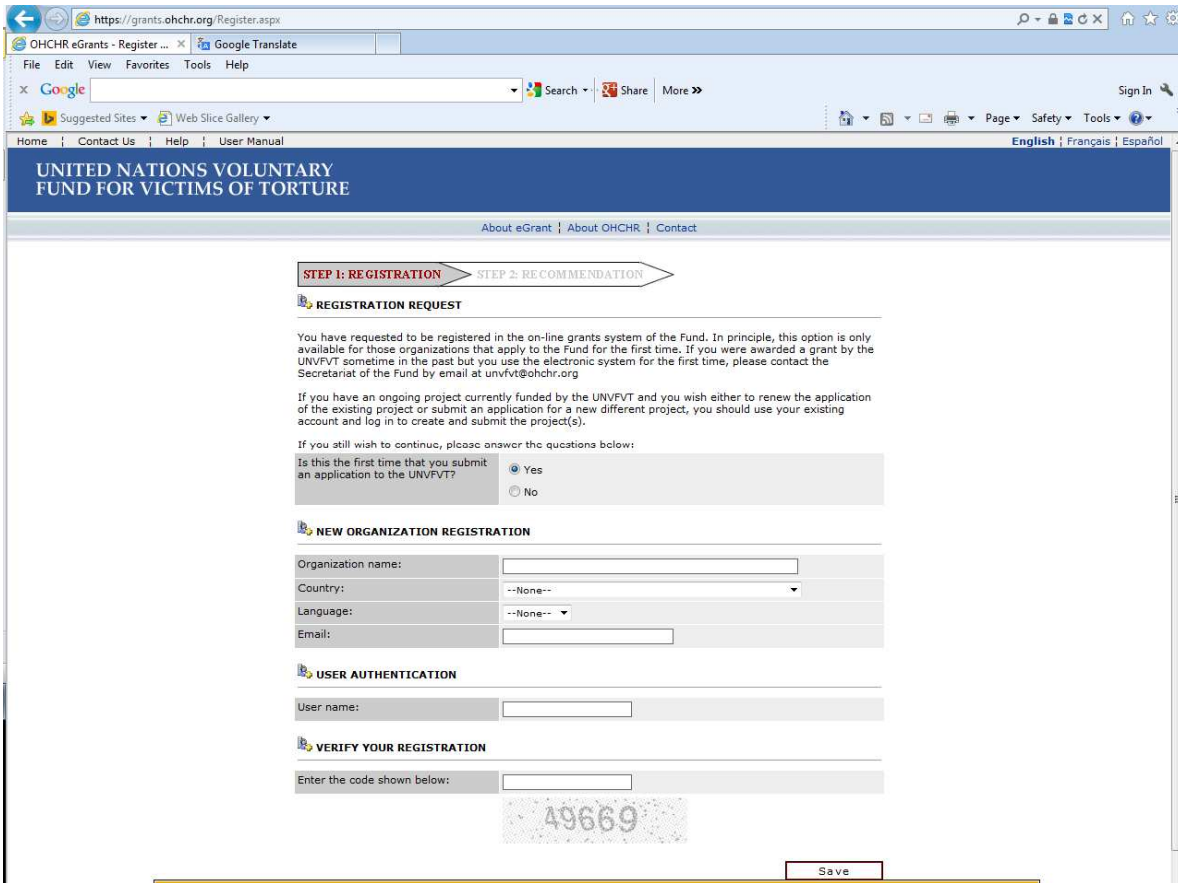 https://grants.ohchr.org/Register.aspx
OHCHR eGrants - Register ... × Google Translate
File Edit View Favorites Tools Help
x Google Search Share More >> Sign In
Suggested Sites Web Slice Gallery Page Safety Tools
Home ¦ Contact Us ¦ Help ¦ User Manual English ¦ Français ¦ Español
UNITED NATIONS VOLUNTARY
FUND FOR VICTIMS OF TORTURE
About eGrant ¦ About OHCHR ¦ Contact
STEP 1: REGISTRATION STEP 2: RECOMMENDATION
REGISTRATION REQUEST
You have requested to be registered in the on-line grants system of the Fund. In principle, this option is only
available for those organizations that apply to the Fund for the first time. If you were awarded a grant by the
UNVFVT sometime in the past but you use the electronic system for the first time, please contact the
Secretariat of the Fund by email at unvfvt@ohchr.org
If you have an ongoing project currently funded by the UNVFVT and you wish either to renew the application
of the existing project or submit an application for a new different project, you should use your existing
account and log in to create and submit the project(s).
If you still wish to continue, please answer the questions below:
Is this the first time that you submit
an application to the UNVFVT?
Yes
No
NEW ORGANIZATION REGISTRATION
Organization name:
Country: --None--
Language: --None--
Email:
USER AUTHENTICATION
User name:
VERIFY YOUR REGISTRATION
Enter the code shown below:
49669
Save